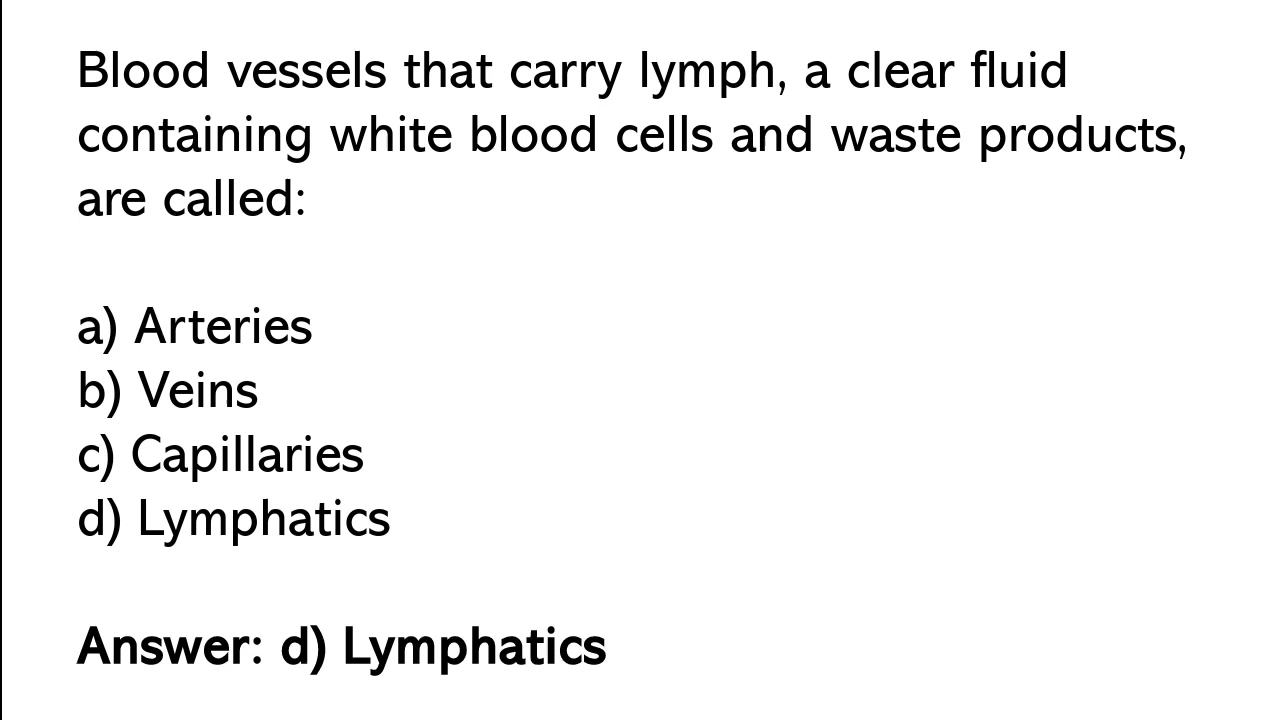 Blood vessels that carry lymph, a clear fluid
containing white blood cells and waste products,
are called:
a) Arteries
b) Veins
c) Capillaries
d) Lymphatics
Answer: d) Lymphatics